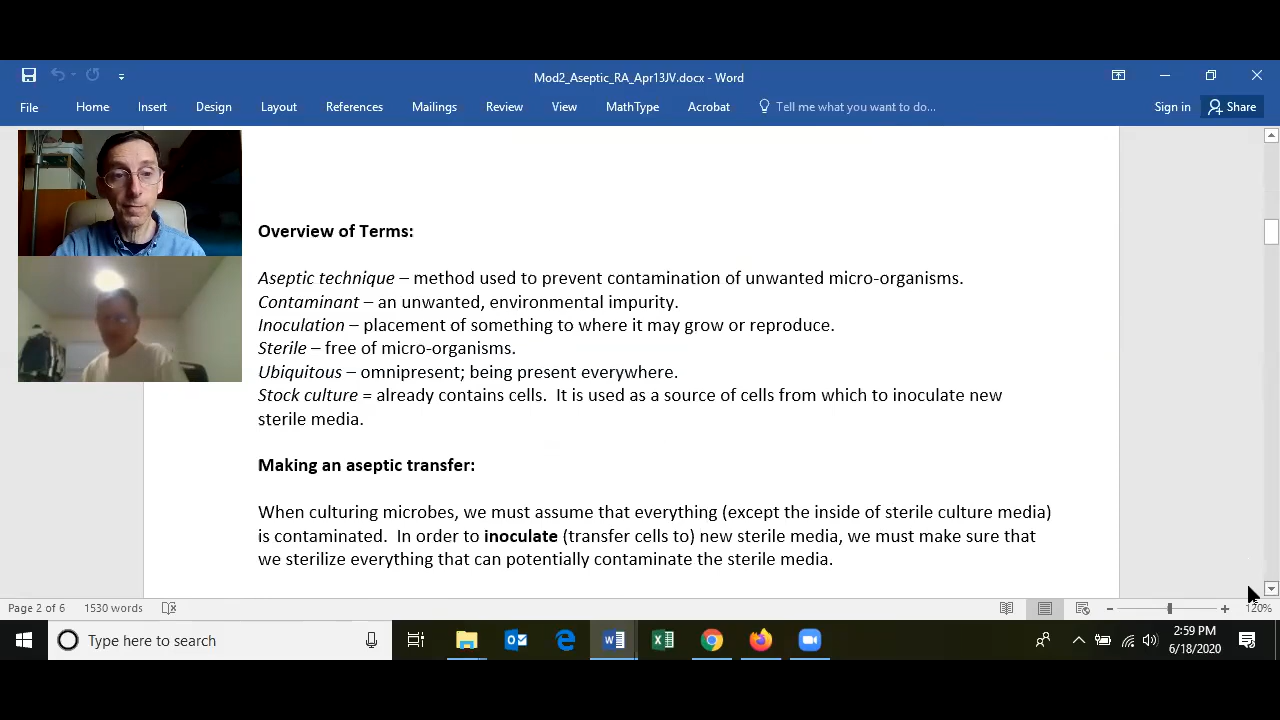 Mod2_Aseptic_RA_Apr13JV.docx - Word
File Home Insert Design Layout References Mailings Review View MathType Acrobat Tell me what you want to do... Sign in Share
Overview of Terms:
Aseptic technique – method used to prevent contamination of unwanted micro-organisms.
Contaminant – an unwanted, environmental impurity.
Inoculation – placement of something to where it may grow or reproduce.
Sterile – free of micro-organisms.
Ubiquitous – omnipresent; being present everywhere.
Stock culture = already contains cells.  It is used as a source of cells from which to inoculate new
sterile media.
Making an aseptic transfer:
When culturing microbes, we must assume that everything (except the inside of sterile culture media)
is contaminated.  In order to inoculate (transfer cells to) new sterile media, we must make sure that
we sterilize everything that can potentially contaminate the sterile media.
Page 2 of 6 1530 words 120%
Type here to search 2:59 PM
6/18/2020